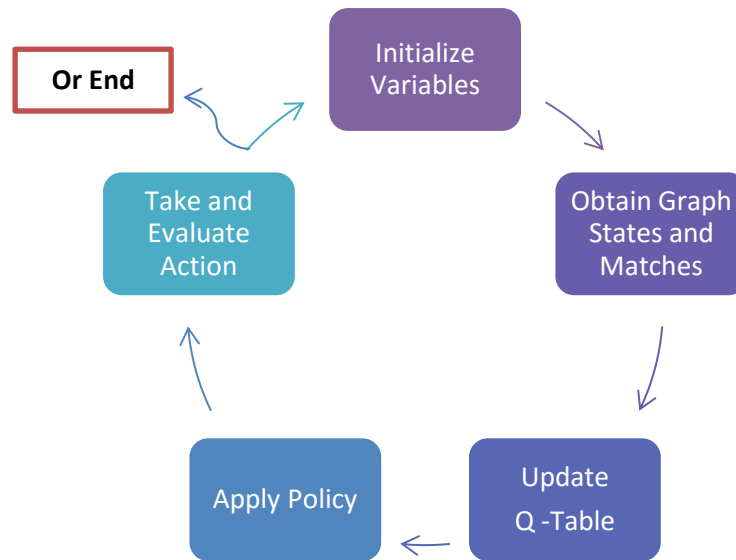 Initialize
Variables
Or End
Take and
Evaluate
Action
Obtain Graph
States and
Matches
Apply Policy
Update
Q -Table